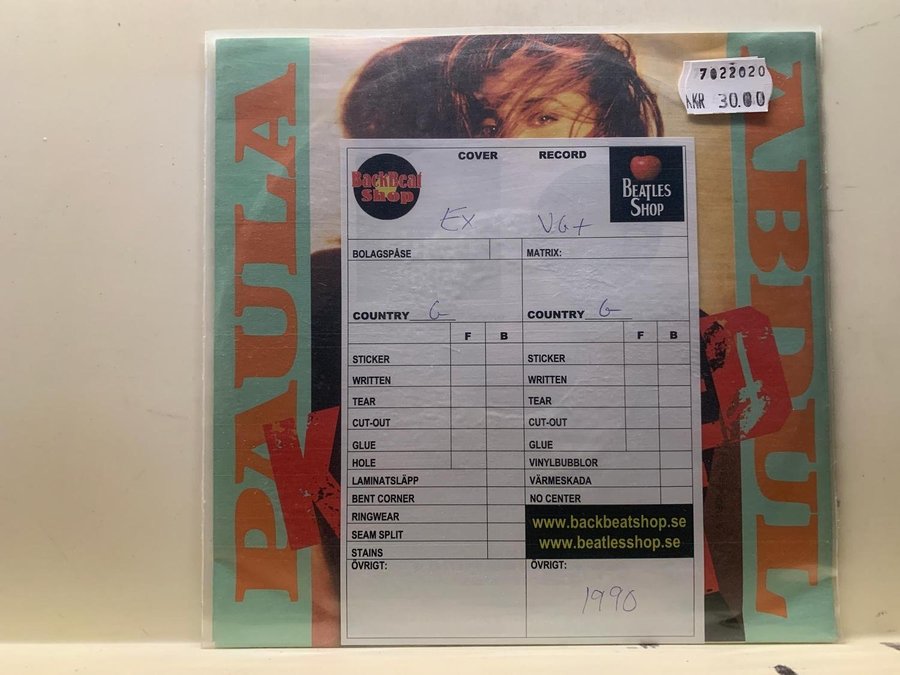 PAULA
ABDUL
7022020
KR 30.00
COVER
RECORD
BackBeat
Shop
BEATLES
SHOP
EX
VG+
BOLAGSPÅSE
MATRIX:
COUNTRY G
COUNTRY G
F B
F B
STICKER
STICKER
WRITTEN
WRITTEN
TEAR
TEAR
CUT-OUT
CUT-OUT
GLUE
GLUE
HOLE
VINYLBUBBLOR
LAMINATSLÄPP
VÄRMESKADA
BENT CORNER
NO CENTER
RINGWEAR
SEAM SPLIT
STAINS
www.backbeatshop.se
www.beatlesshop.se
ÖVRIGT:
ÖVRIGT:
1990